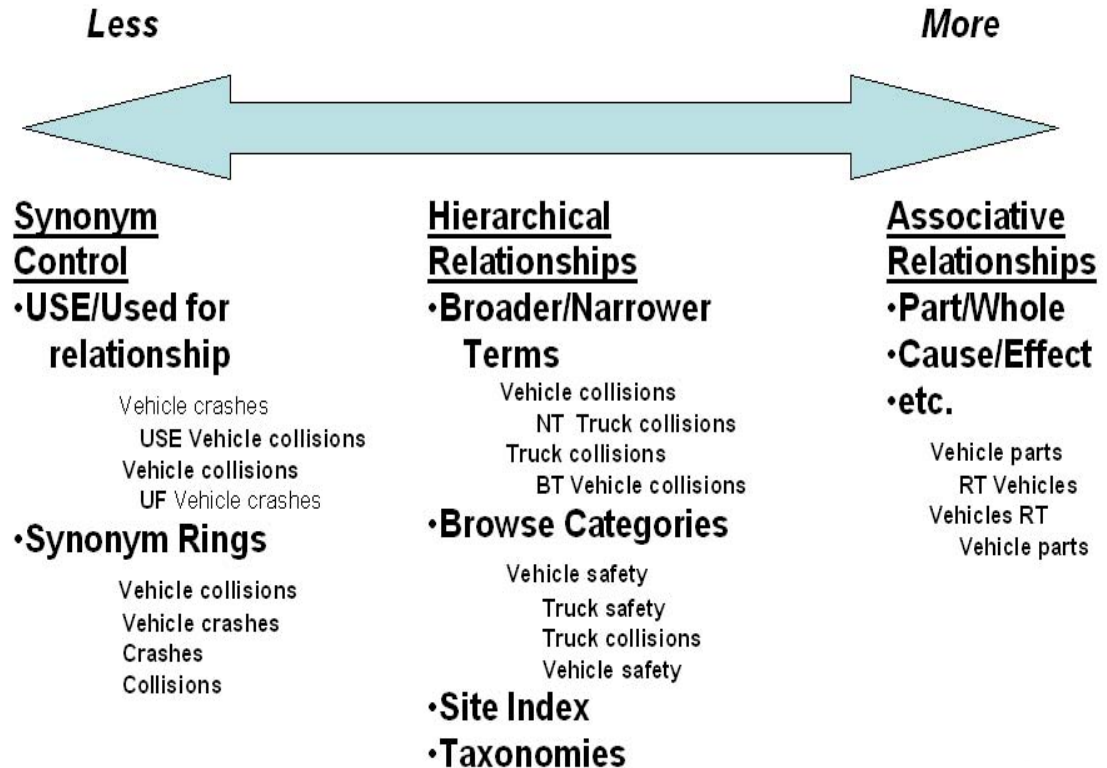 Less
More
Synonym
Control
•USE/Used for
relationship
Vehicle crashes
USE Vehicle collisions
Vehicle collisions
UF Vehicle crashes
•Synonym Rings
Vehicle collisions
Vehicle crashes
Crashes
Collisions
Hierarchical
Relationships
•Broader/Narrower
Terms
Vehicle collisions
NT Truck collisions
Truck collisions
BT Vehicle collisions
•Browse Categories
Vehicle safety
Truck safety
Truck collisions
Vehicle safety
•Site Index
•Taxonomies
Associative
Relationships
•Part/Whole
•Cause/Effect
•etc.
Vehicle parts
RT Vehicles
Vehicles RT
Vehicle parts